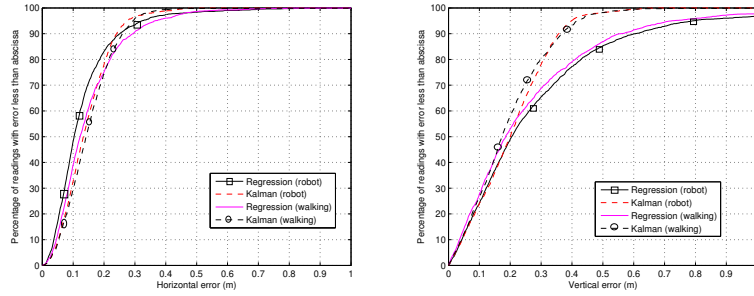 100
90
80
70
60
50
40
30
20
10
0
Percentage of readings with error less than abscissa
Regression (robot)
Kalman (robot)
Regression (walking)
Kalman (walking)
0 0.1 0.2 0.3 0.4 0.5 0.6 0.7 0.8 0.9 1
Horizontal error (m)
100
90
80
70
60
50
40
30
20
10
0
Percentage of readings with error less than abscissa
Regression (robot)
Kalman (robot)
Regression (walking)
Kalman (walking)
0 0.1 0.2 0.3 0.4 0.5 0.6 0.7 0.8 0.9
Vertical error (m)